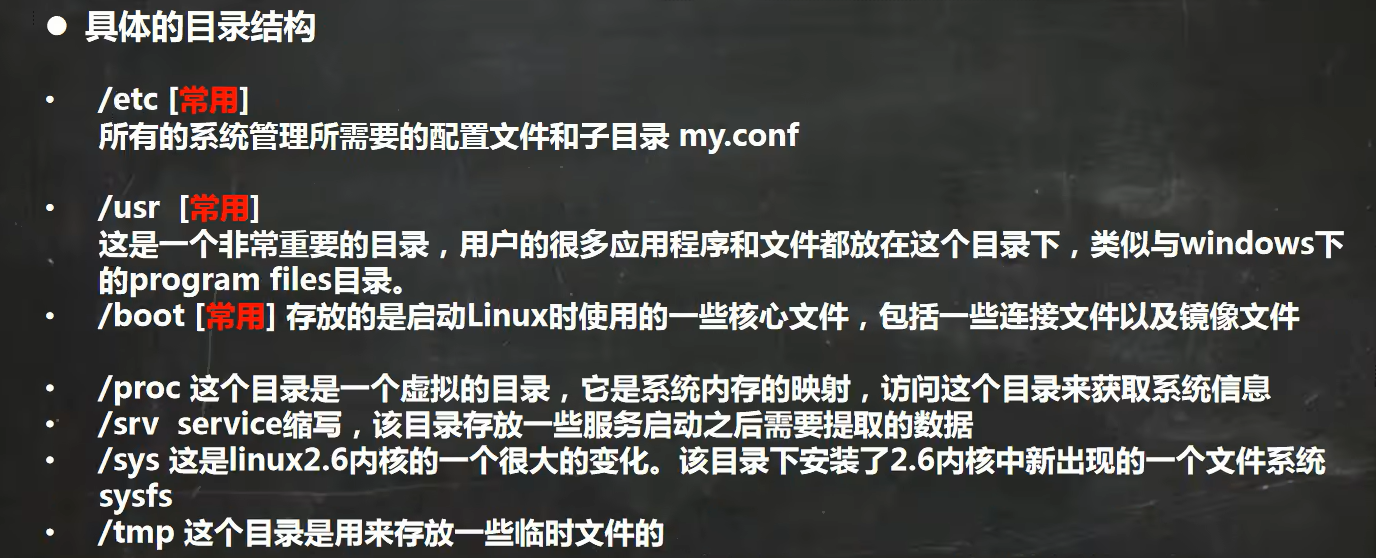 ● 具体的目录结构
• /etc [常用]
所有的系统管理所需要的配置文件和子目录 my.conf
• /usr [常用]
这是一个非常重要的目录，用户的很多应用程序和文件都放在这个目录下，类似与windows下
的program files目录。
• /boot [常用] 存放的是启动Linux时使用的一些核心文件，包括一些连接文件以及镜像文件
• /proc 这个目录是一个虚拟的目录，它是系统内存的映射，访问这个目录来获取系统信息
• /srv service缩写，该目录存放一些服务启动之后需要提取的数据
• /sys 这是linux2.6内核的一个很大的变化。该目录下安装了2.6内核中新出现的一个文件系统
sysfs
• /tmp 这个目录是用来存放一些临时文件的